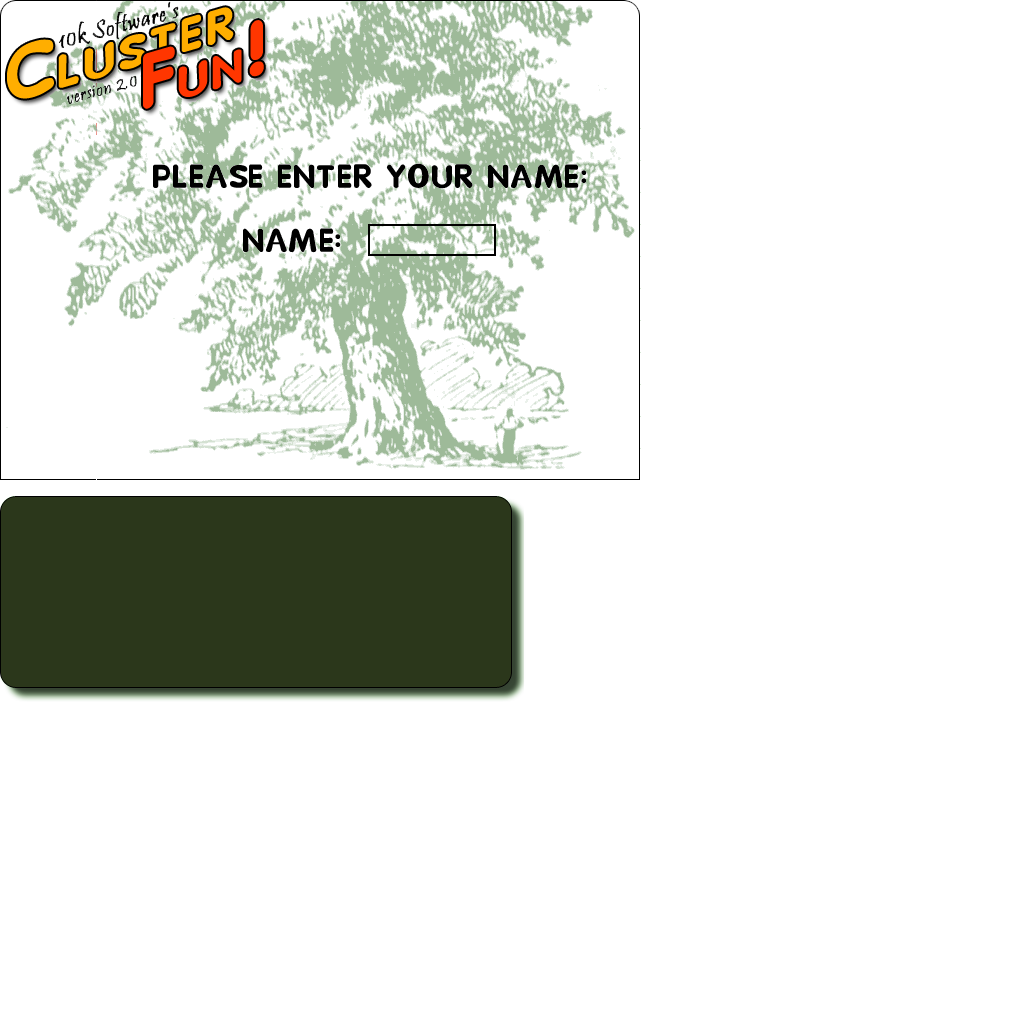 10k Software's
CLUSTER
FUN!
version 2.0
PLEASE ENTER YOUR NAME:
NAME: